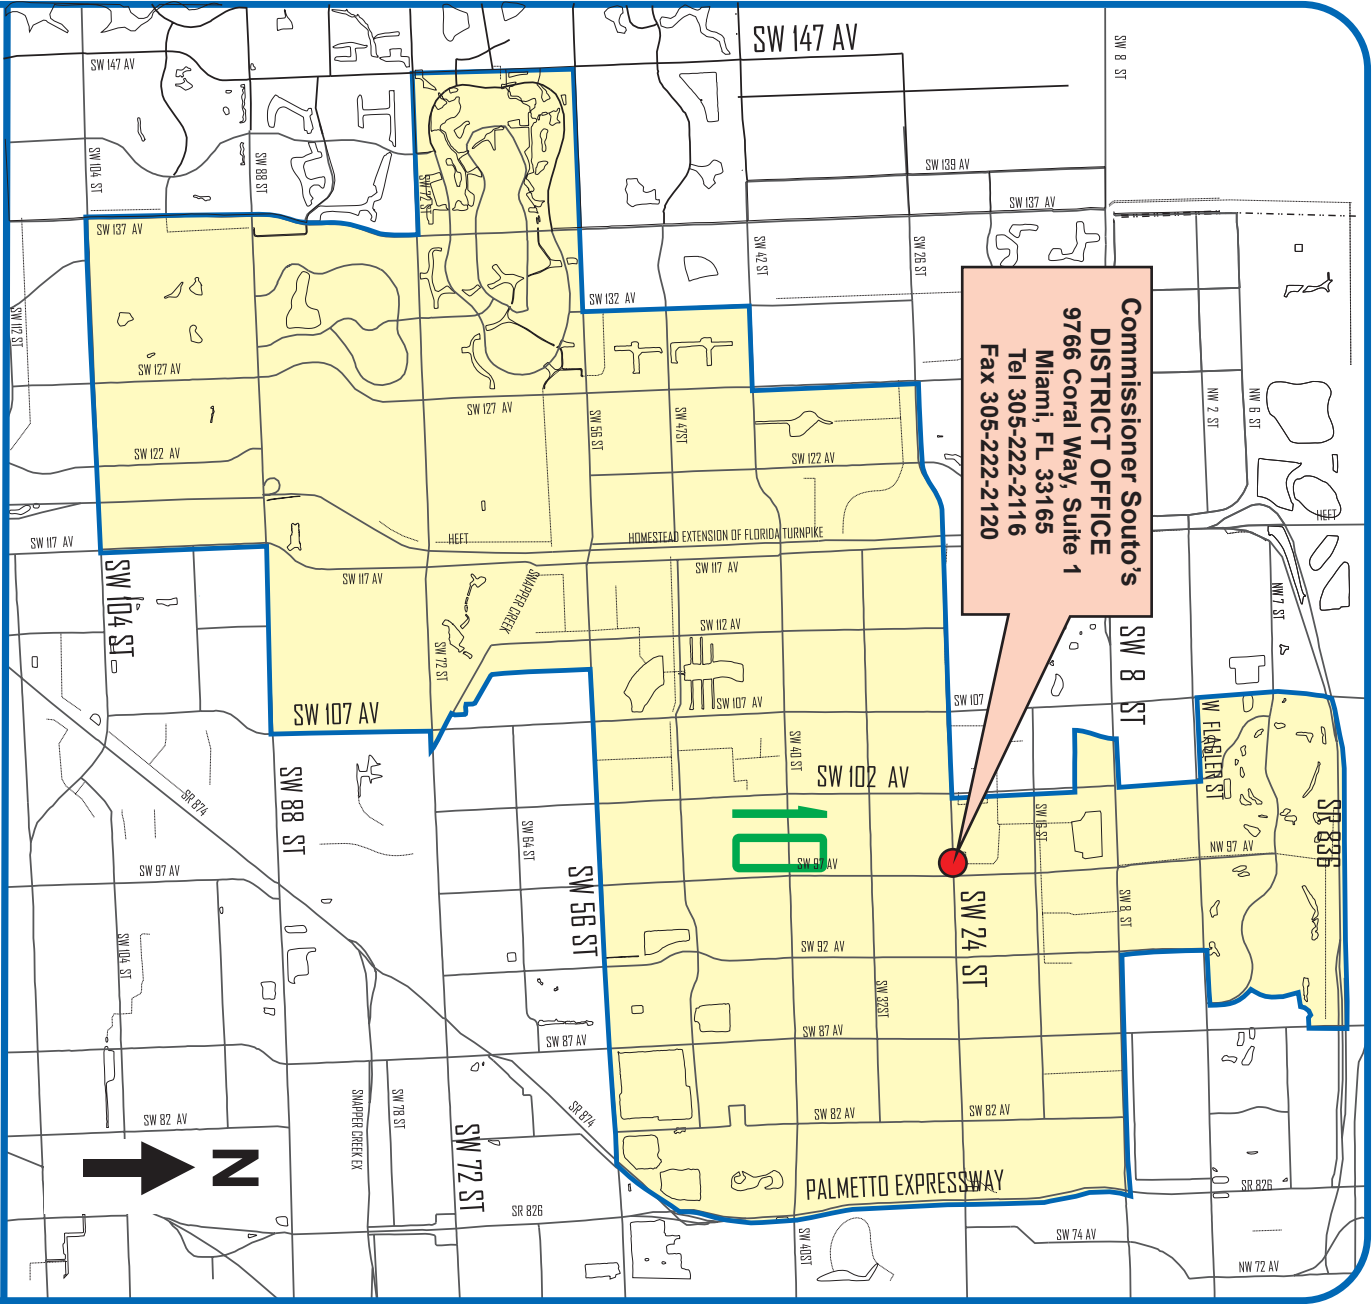 SW 147 AV
SW 147 AV
SW 8 ST
SW 104 ST
SW 88 ST
SW 72 ST
SW 139 AV
SW 137 AV
SW 137 AV
SW 42 ST
SW 26 ST
SW 132 AV
SW 112 ST
Commissioner Souto's
DISTRICT OFFICE
9766 Coral Way, Suite 1
Miami, FL 33165
Tel 305-222-2116
Fax 305-222-2120
NW 2 ST
NW 6 ST
SW 127 AV
SW 127 AV
SW 56 ST
SW 47ST
SW 122 AV
SW 122 AV
HEFT
HEFT
HOMESTEAD EXTENSION OF FLORIDA TURNPIKE
SW 117 AV
SW 117 AV
SW 117 AV
SW 104 ST
SNAPPER CREEK
NW 7 ST
SW 112 AV
SW 72 ST
SW 8 ST
SW 107 AV
SW 107 AV
SW 107
W FLAGLER ST
SW 40 ST
SW 102 AV
SW 88 ST
SR 874
10
SW 64 ST
SW 16 ST
SR 836
NW 97 AV
SW 97 AV
SW 97 AV
SW 56 ST
SW 24 ST
SW 8 ST
SW 104 ST
SW 92 AV
SW 32ST
SW 87 AV
SW 87 AV
SW 82 AV
SW 82 AV
SW 82 AV
SR 874
SW 78 ST
SNAPPER CREEK EX
SW 72 ST
N
PALMETTO EXPRESSWAY
SR 826
SR 826
SW 40ST
SW 74 AV
NW 72 AV